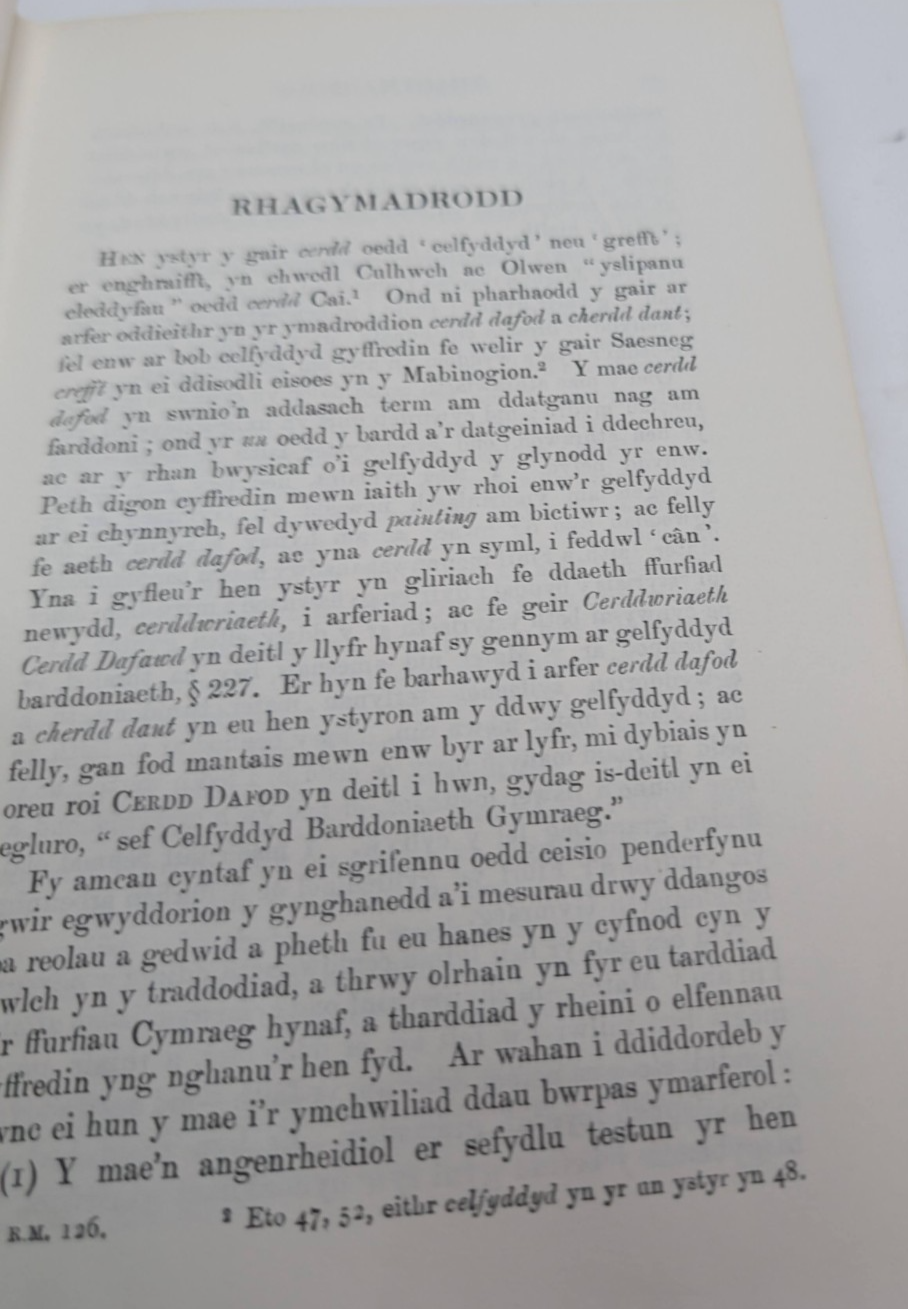 RHAGYMADRODD
HEN ystyr y gair cerdd oedd ‘celfyddyd’ neu ‘grefft’;
er enghraifft, yn chwedl Culhwch ac Olwen “yslipanu
cleddyfau” oedd cerdd Cai.¹ Ond ni pharhaodd y gair ar
arfer oddieithr yn yr ymadroddion cerdd dafod a cherdd dant;
fel enw ar bob celfyddyd gyffredin fe welir y gair Saesneg
crefft yn ei ddisodli eisoes yn y Mabinogion.² Y mae cerdd
dafod yn swnio’n addasach term am ddatganu nag am
farddoni; ond yr un oedd y bardd a’r datgeiniad i ddechreu,
ac ar y rhan bwysicaf o’i gelfyddyd y glynodd yr enw.
Peth digon cyffredin mewn iaith yw rhoi enw’r gelfyddyd
ar ei chynnyrch, fel dywedyd painting am bictiwr; ac felly
fe aeth cerdd dafod, ac yna cerdd yn syml, i feddwl ‘cân’.
Yna i gyfleu’r hen ystyr yn gliriach fe ddaeth ffurfiad
newydd, cerddwriaeth, i arferiad; ac fe geir Cerddwriaeth
Cerdd Dafawd yn deitl y llyfr hynaf sy gennym ar gelfyddyd
barddoniaeth, § 227. Er hyn fe barhawyd i arfer cerdd dafod
a cherdd dant yn eu hen ystyron am y ddwy gelfyddyd; ac
felly, gan fod mantais mewn enw byr ar lyfr, mi dybiais yn
oreu roi CERDD DAFOD yn deitl i hwn, gydag is-deitl yn ei
egluro, “sef Celfyddyd Barddoniaeth Gymraeg.”
Fy amcan cyntaf yn ei sgrifennu oedd ceisio penderfynu
gwir egwyddorion y gynghanedd a’i mesurau drwy ddangos
pa reolau a gedwid a pheth fu eu hanes yn y cyfnod cyn y
bwlch yn y traddodiad, a thrwy olrhain yn fyr eu tarddiad
r ffurfiau Cymraeg hynaf, a tharddiad y rheini o elfennau
yffredin yng nghanu’r hen fyd. Ar wahan i ddiddordeb y
wnc ei hun y mae i’r ymchwiliad ddau bwrpas ymarferol:
(1) Y mae’n angenrheidiol er sefydlu testun yr hen
R.M. 126. ² Eto 47, 52, eithr celfyddyd yn yr un ystyr yn 48.